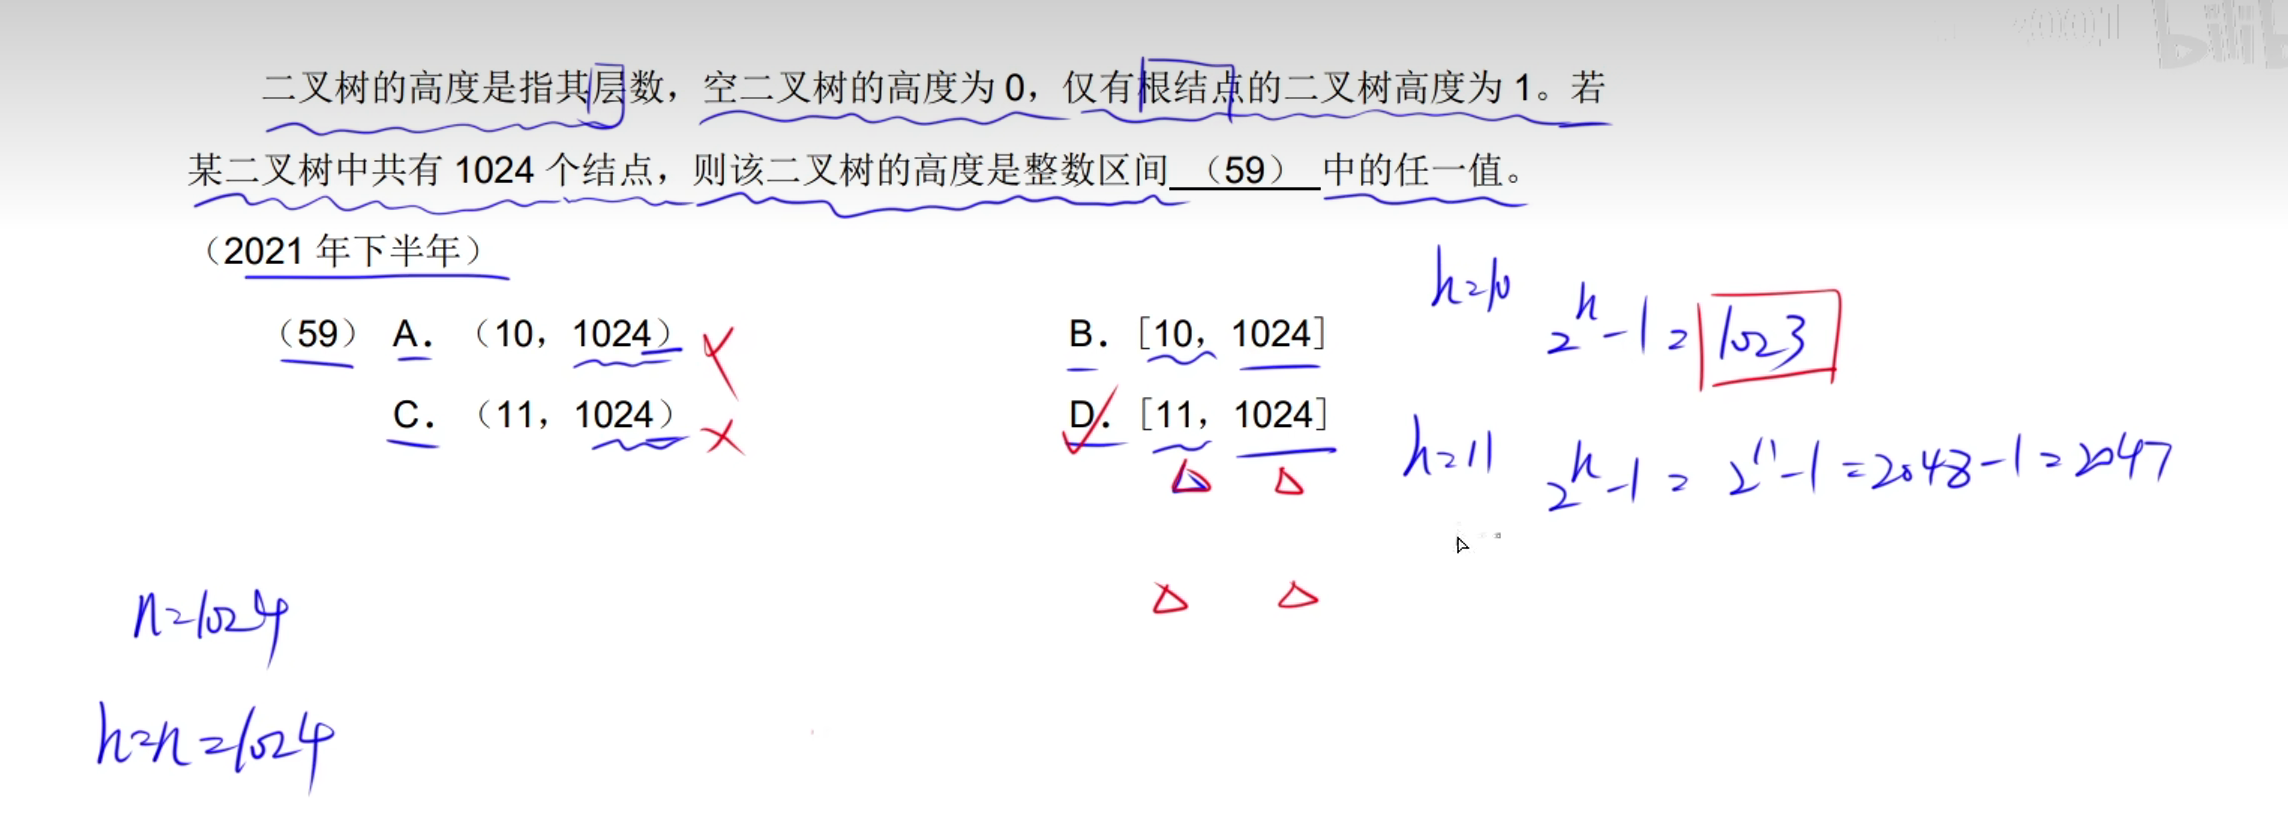 二叉树的高度是指其层数，空二叉树的高度为 0，仅有根结点的二叉树高度为 1。若
某二叉树中共有 1024 个结点，则该二叉树的高度是整数区间 （59） 中的任一值。
（2021 年下半年）
（59） A. （10，1024） B. [10，1024]
C. （11，1024） D. [11，1024]
h=10 2^h-1=1023
h=11 2^h-1=2^11-1=2048-1=2047
n=1024
h=n=1024